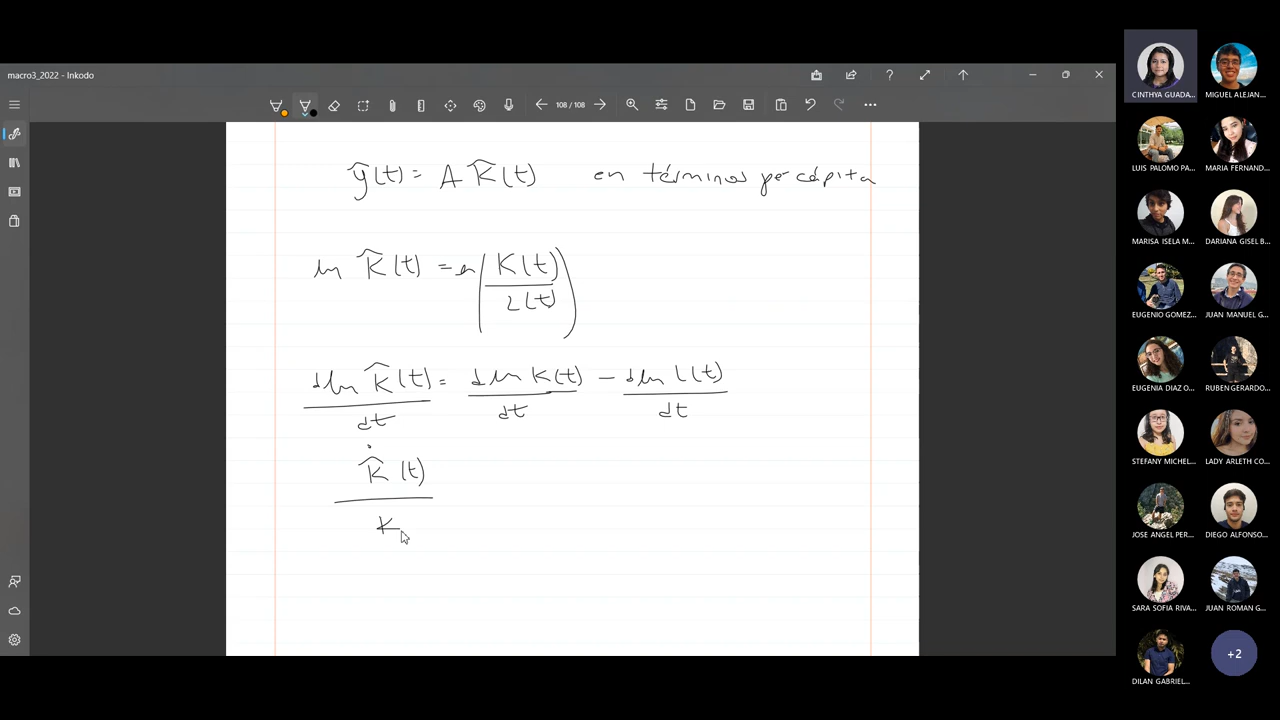 macro3_2022 - Inkodo
108 / 108
ŷ(t) = A k̂(t) en términos per cápita
ln k̂(t) = ln ( K(t) / L(t) )
d ln k̂(t) / dt = d ln K(t) / dt − d ln L(t) / dt
k̂̇(t)
K
CINTHYA GUADA...
MIGUEL ALEJAN...
LUIS PALOMO PA...
MARIA FERNAND...
MARISA ISELA M...
DARIANA GISEL B...
EUGENIO GOMEZ...
JUAN MANUEL G...
EUGENIA DIAZ O...
RUBEN GERARDO...
STEFANY MICHEL...
LADY ARLETH CO...
JOSE ANGEL PER...
DIEGO ALFONSO...
SARA SOFIA RIVA...
JUAN ROMAN G...
DILAN GABRIEL...
+2